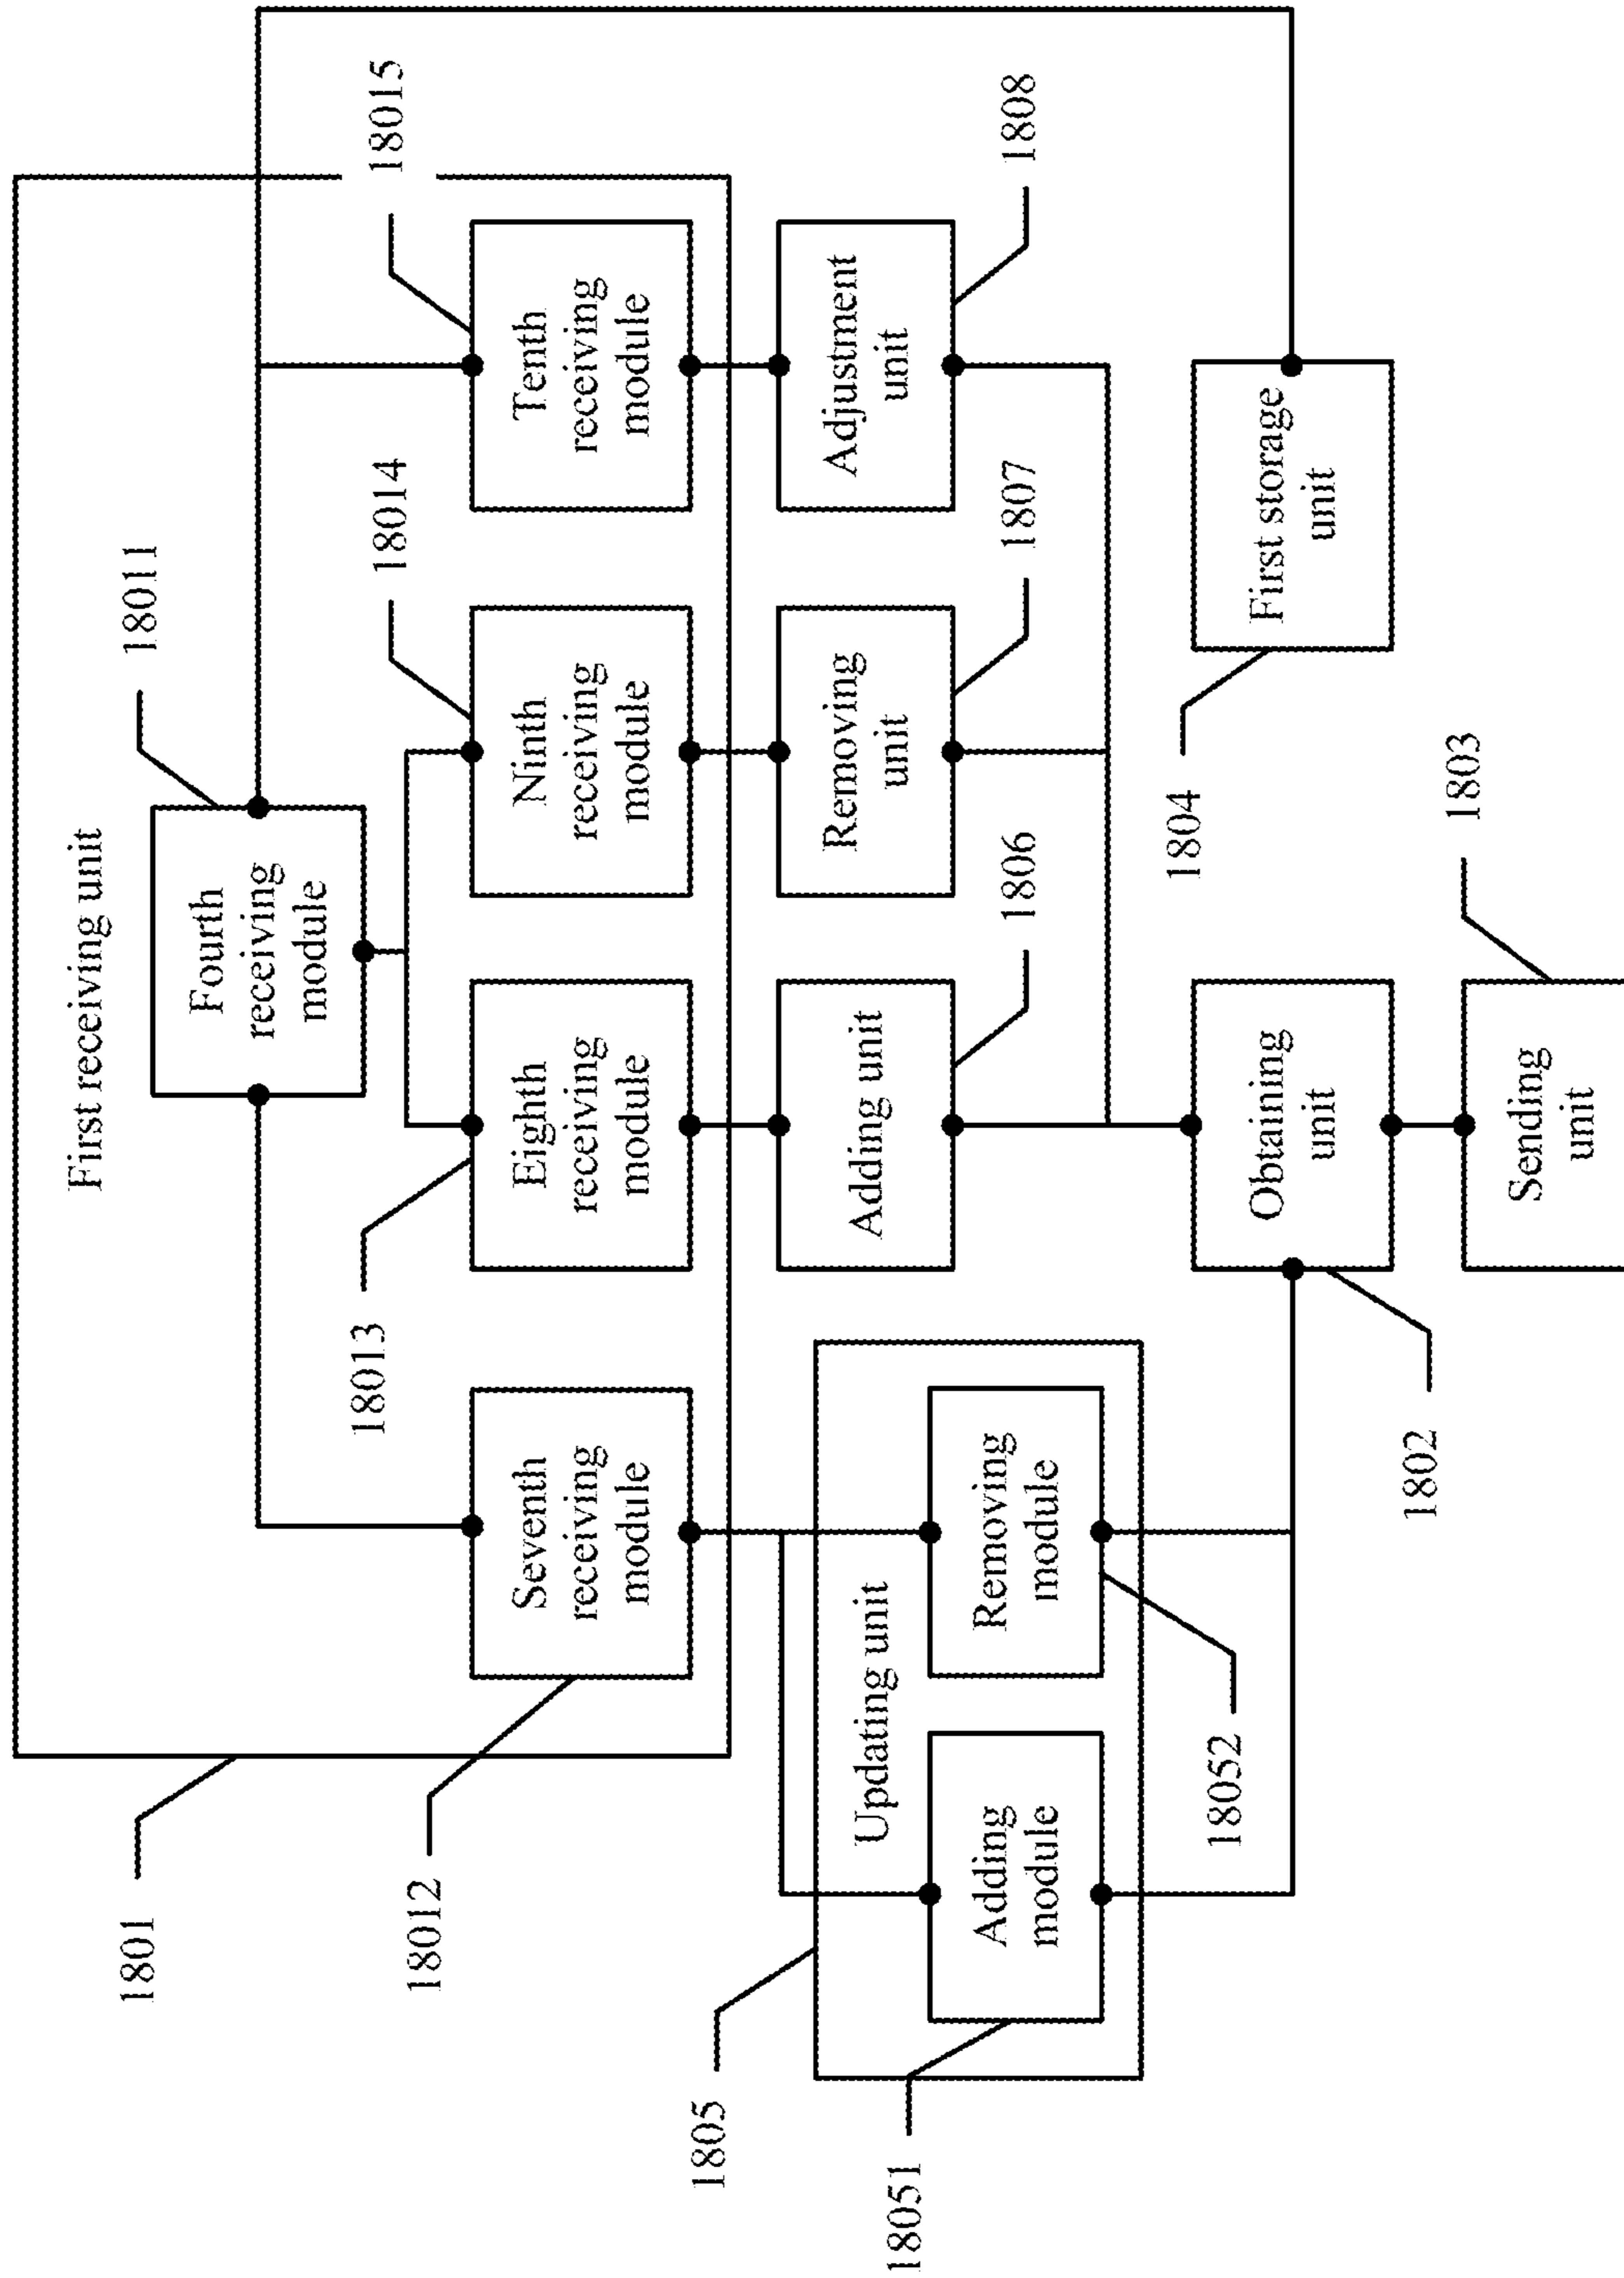 First receiving unit
18011
Fourth
receiving
module
1801
18012
Seventh
receiving
module
18013
Eighth
receiving
module
18014
Ninth
receiving
module
18015
Tenth
receiving
module
1805
Updating unit
18051
Adding
module
18052
Removing
module
Adding unit
1806
Removing
unit
1807
Adjustment
unit
1808
1802
Obtaining
unit
1804
First storage
unit
Sending
unit
1803